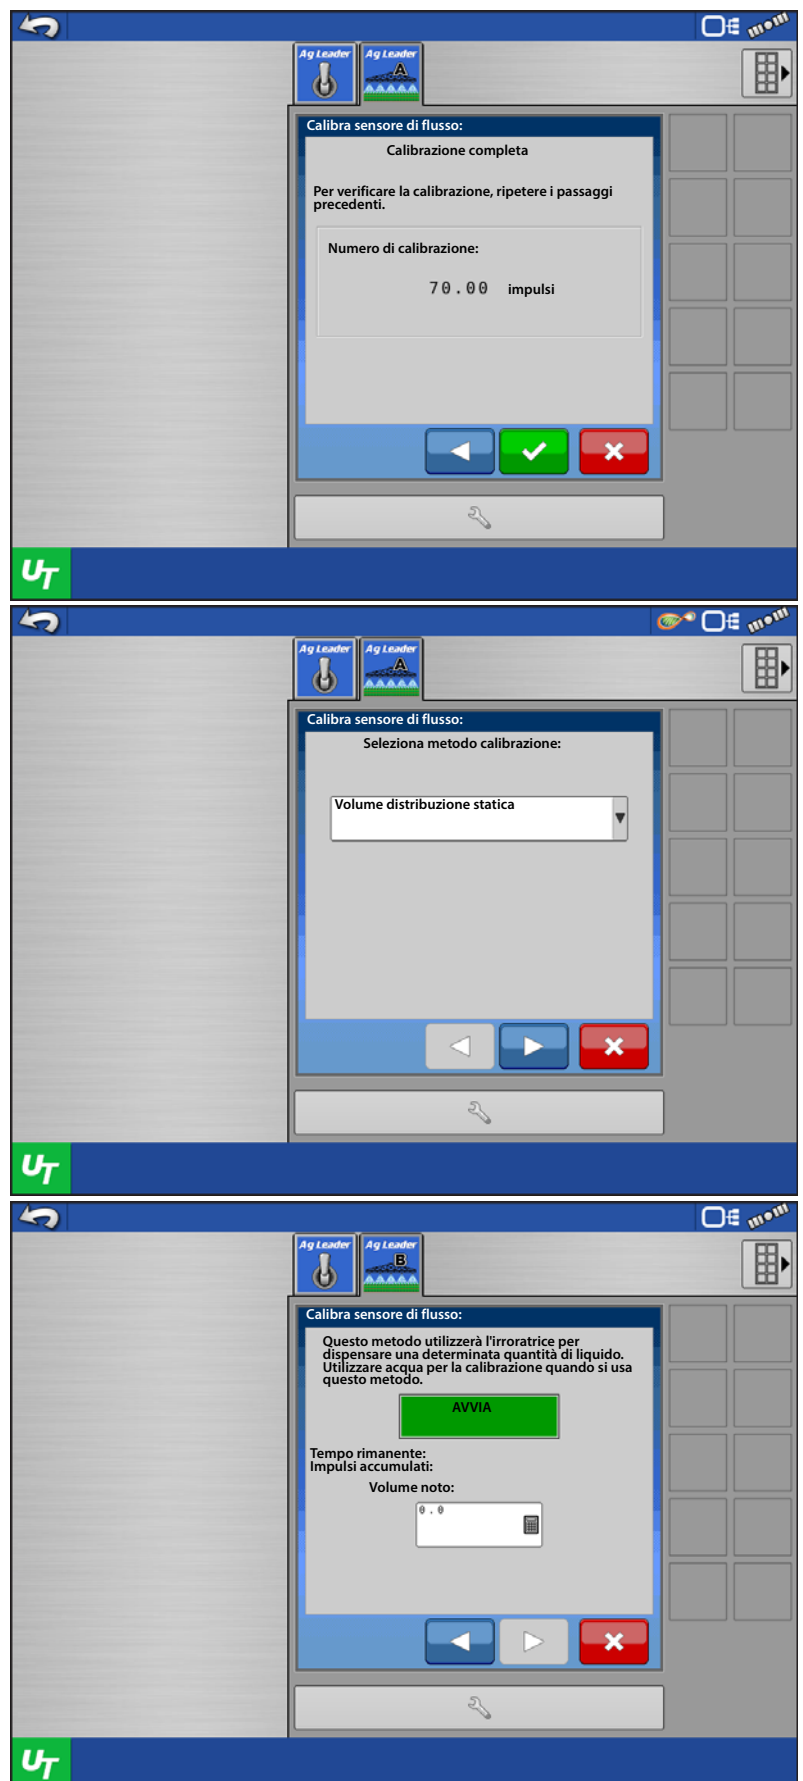 Ag Leader
Ag Leader
A
Calibra sensore di flusso:
Calibrazione completa
Per verificare la calibrazione, ripetere i passaggi
precedenti.
Numero di calibrazione:
70.00 impulsi
UT
Ag Leader
Ag Leader
A
Calibra sensore di flusso:
Seleziona metodo calibrazione:
Volume distribuzione statica
UT
Ag Leader
Ag Leader
B
Calibra sensore di flusso:
Questo metodo utilizzerà l'irroratrice per
dispensare una determinata quantità di liquido.
Utilizzare acqua per la calibrazione quando si usa
questo metodo.
AVVIA
Tempo rimanente:
Impulsi accumulati:
Volume noto:
0.0
UT